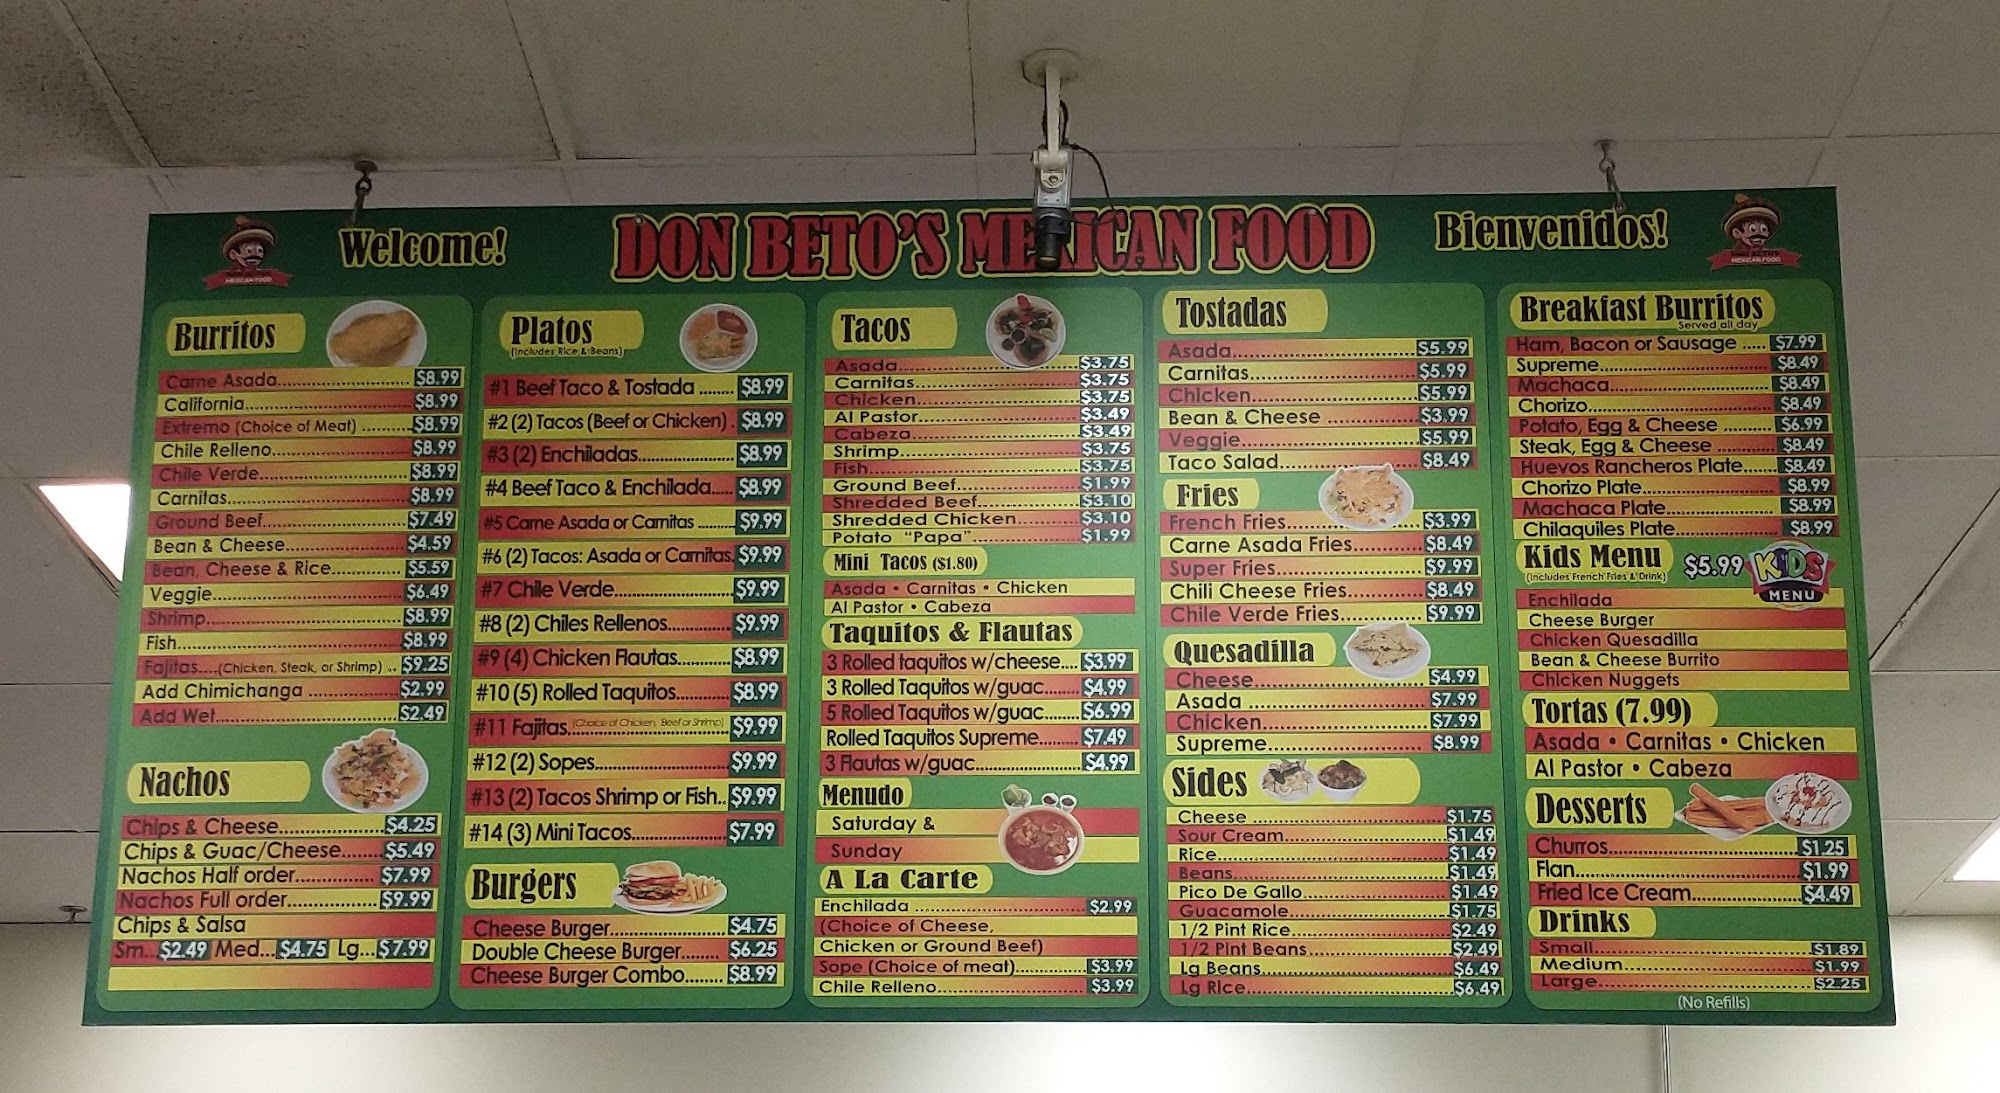 Welcome!
DON BETO'S MEXICAN FOOD
Bienvenidos!
MEXICAN FOOD
MEXICAN FOOD
Burritos
Carne Asada $8.99
California $8.99
Extremo (Choice of Meat) $8.99
Chile Relleno $8.99
Chile Verde $8.99
Carnitas $8.99
Ground Beef $7.49
Bean & Cheese $4.59
Bean, Cheese & Rice $5.59
Veggie $6.49
Shrimp $8.99
Fish $8.99
Fajitas....(Chicken, Steak, or Shrimp) .. $9.25
Add Chimichanga $2.99
Add Wet $2.49
Nachos
Chips & Cheese $4.25
Chips & Guac/Cheese $5.49
Nachos Half order $7.99
Nachos Full order $9.99
Chips & Salsa
Sm... $2.49 Med... $4.75 Lg... $7.99
Platos
(Includes Rice & Beans)
#1 Beef Taco & Tostada $8.99
#2 (2) Tacos (Beef or Chicken) . $8.99
#3 (2) Enchiladas $8.99
#4 Beef Taco & Enchilada $8.99
#5 Carne Asada or Carnitas $9.99
#6 (2) Tacos: Asada or Carnitas. $9.99
#7 Chile Verde $9.99
#8 (2) Chiles Rellenos $9.99
#9 (4) Chicken Flautas $8.99
#10 (5) Rolled Taquitos $8.99
#11 Fajitas (Choice of Chicken, Beef or Shrimp) $9.99
#12 (2) Sopes $9.99
#13 (2) Tacos Shrimp or Fish.. $9.99
#14 (3) Mini Tacos $7.99
Burgers
Cheese Burger $4.75
Double Cheese Burger $6.25
Cheese Burger Combo $8.99
Tacos
Asada $3.75
Carnitas $3.75
Chicken $3.75
Al Pastor $3.49
Cabeza $3.49
Shrimp $3.75
Fish $3.75
Ground Beef $1.99
Shredded Beef $3.10
Shredded Chicken $3.10
Potato "Papa" $1.99
Mini Tacos ($1.80)
Asada • Carnitas • Chicken
Al Pastor • Cabeza
Taquitos & Flautas
3 Rolled taquitos w/cheese.... $3.99
3 Rolled Taquitos w/guac $4.99
5 Rolled Taquitos w/guac $6.99
Rolled Taquitos Supreme $7.49
3 Flautas w/guac $4.99
Menudo
Saturday &
Sunday
A La Carte
Enchilada $2.99
(Choice of Cheese,
Chicken or Ground Beef)
Sope (Choice of meat) $3.99
Chile Relleno $3.99
Tostadas
Asada $5.99
Carnitas $5.99
Chicken $5.99
Bean & Cheese $3.99
Veggie $5.99
Taco Salad $8.49
Fries
French Fries $3.99
Carne Asada Fries $8.49
Super Fries $9.99
Chili Cheese Fries $8.49
Chile Verde Fries $9.99
Quesadilla
Cheese $4.99
Asada $7.99
Chicken $7.99
Supreme $8.99
Sides
Cheese $1.75
Sour Cream $1.49
Rice $1.49
Beans $1.49
Pico De Gallo $1.49
Guacamole $1.75
1/2 Pint Rice $2.49
1/2 Pint Beans $2.49
Lg Beans $6.49
Lg Rice $6.49
Breakfast Burritos
Served all day
Ham, Bacon or Sausage ..... $7.99
Supreme $8.49
Machaca $8.49
Chorizo $8.49
Potato, Egg & Cheese $6.99
Steak, Egg & Cheese $8.49
Huevos Rancheros Plate $8.49
Chorizo Plate $8.99
Machaca Plate $8.99
Chilaquiles Plate $8.99
Kids Menu $5.99
KIDS
MENU
(Includes French Fries & Drink)
Enchilada
Cheese Burger
Chicken Quesadilla
Bean & Cheese Burrito
Chicken Nuggets
Tortas (7.99)
Asada • Carnitas • Chicken
Al Pastor • Cabeza
Desserts
Churros $1.25
Flan $1.99
Fried Ice Cream $4.49
Drinks
Small $1.89
Medium $1.99
Large $2.25
(No Refills)